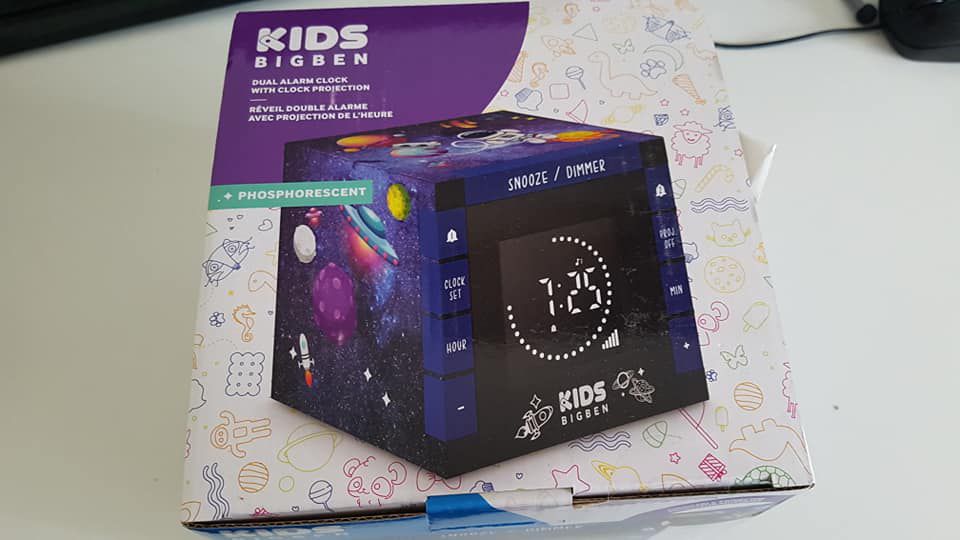 KIDS
BIGBEN
DUAL ALARM CLOCK
WITH CLOCK PROJECTION
RÉVEIL DOUBLE ALARME
AVEC PROJECTION DE L'HEURE
PHOSPHORESCENT
SNOOZE / DIMMER
PROJ.
OFF
CLOCK
SET
MIN
HOUR
+
-
1:25
KIDS
BIGBEN